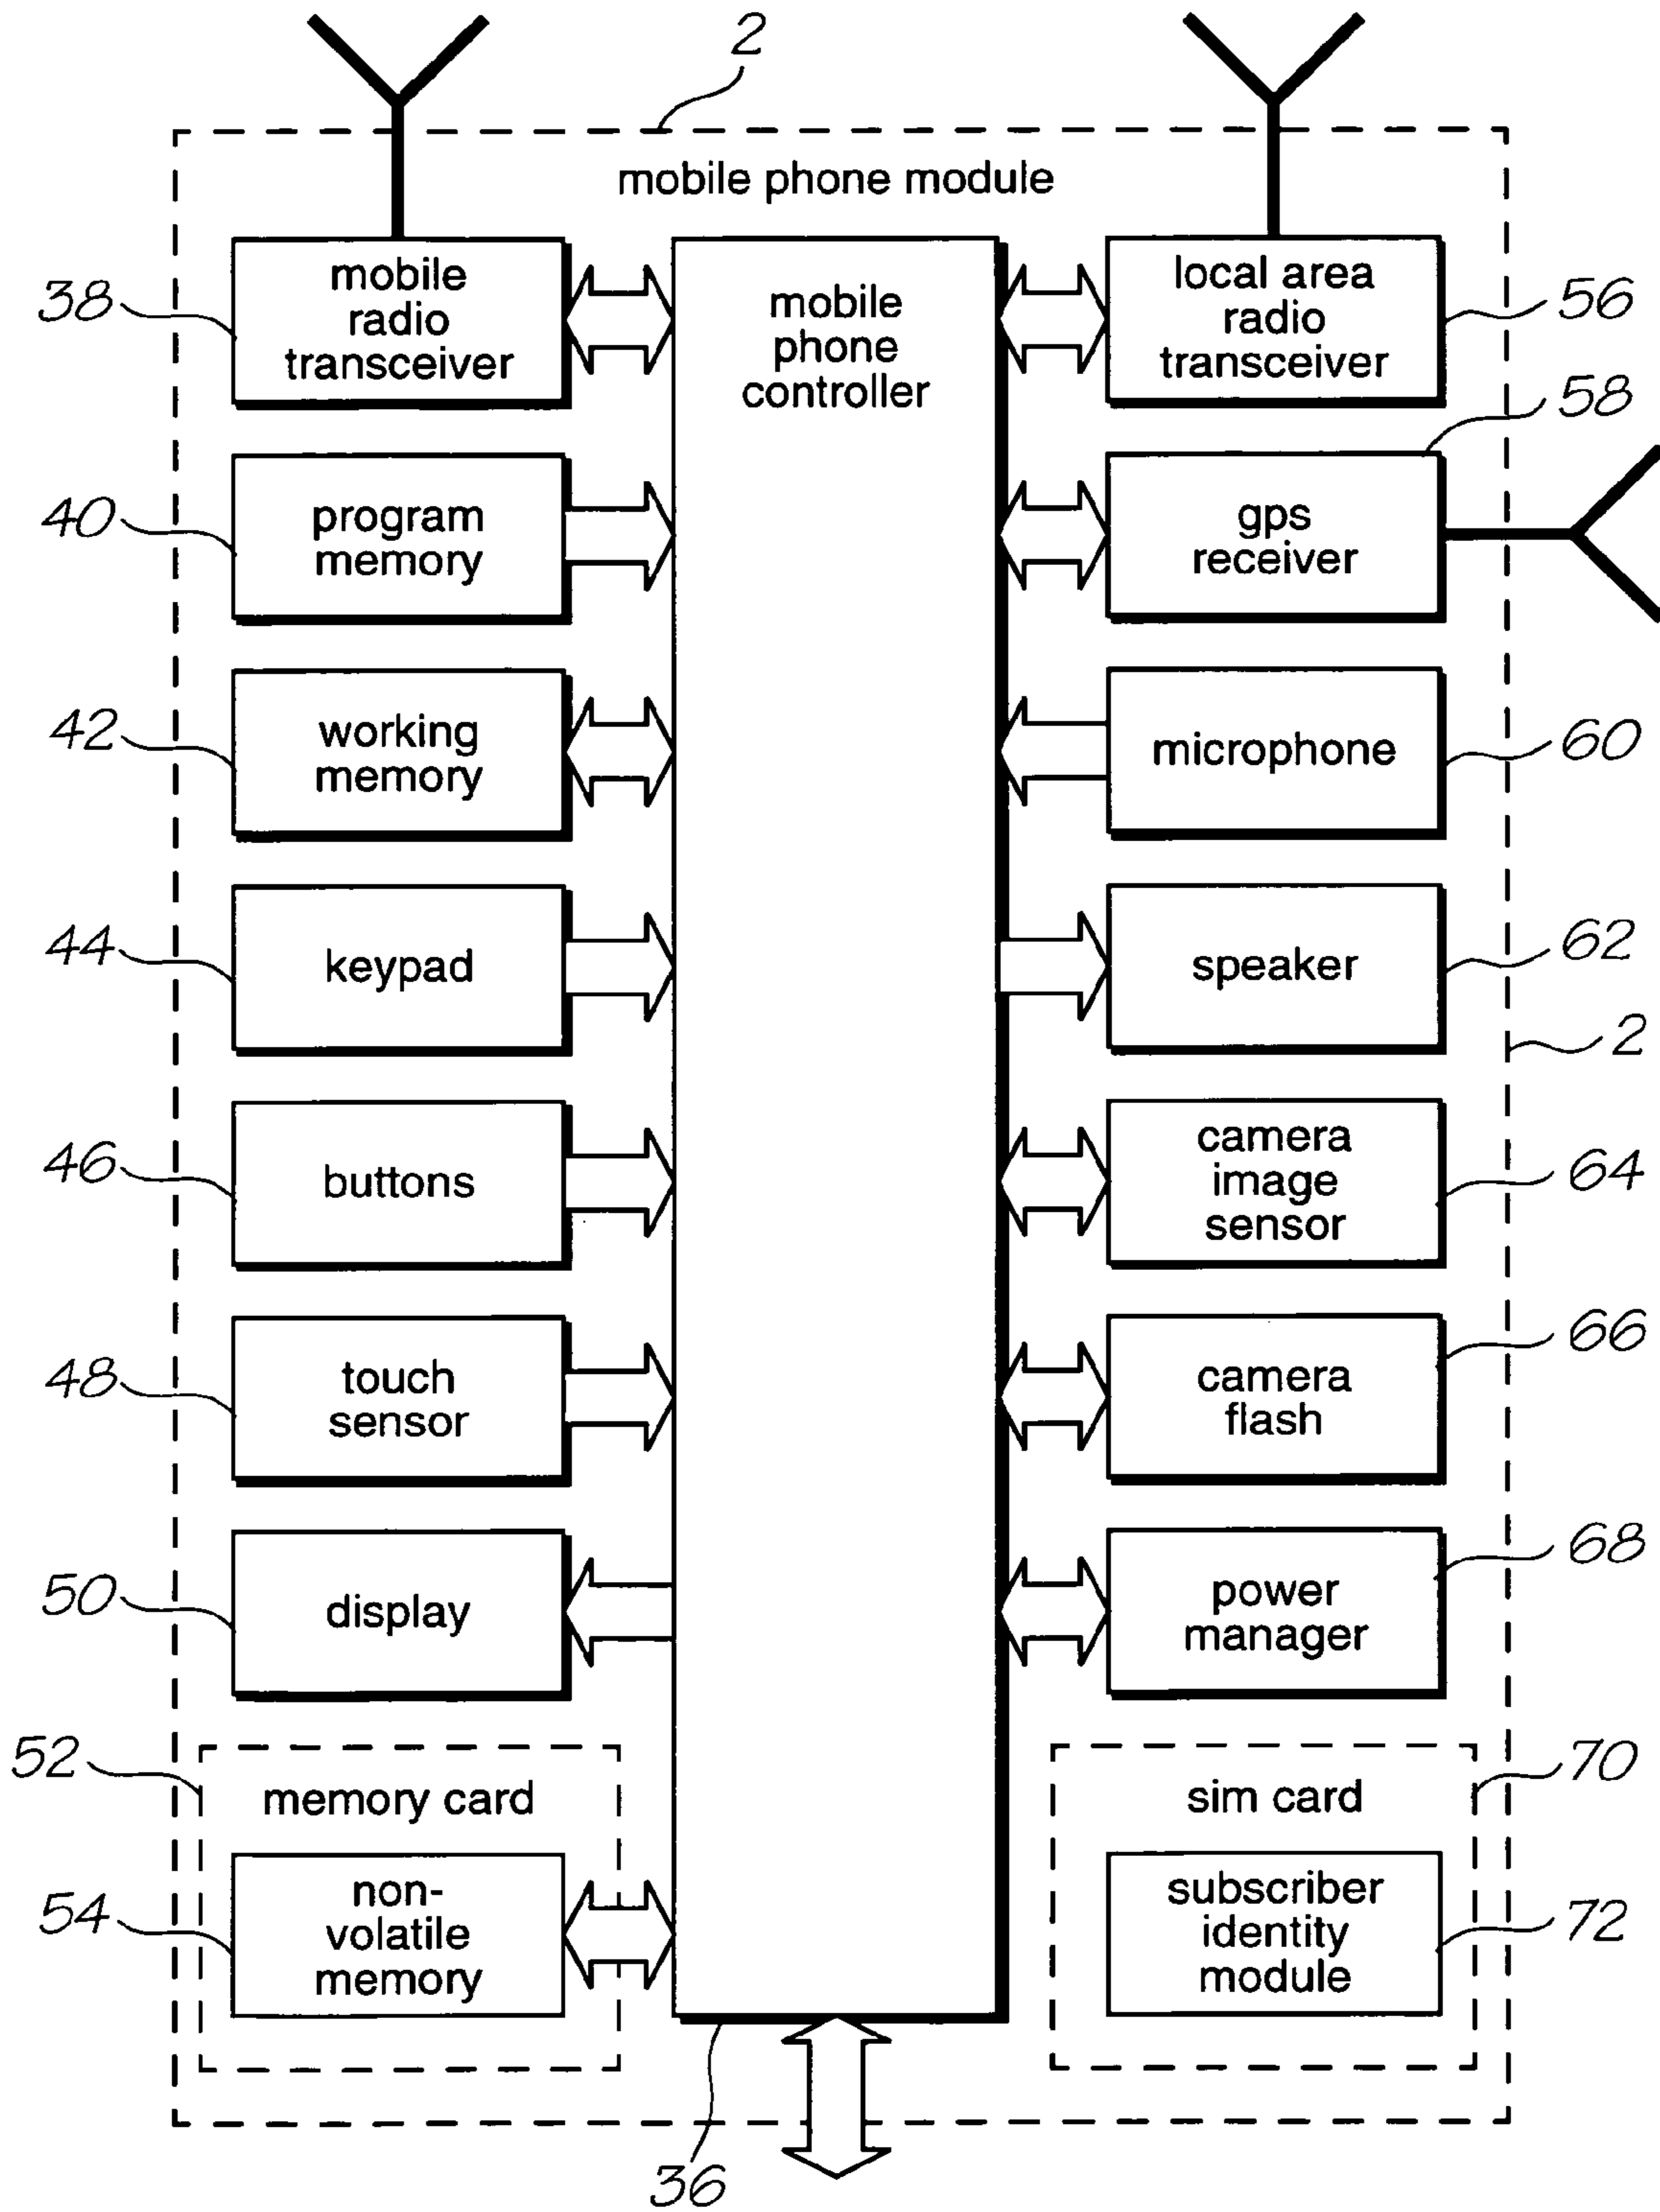 2
mobile phone module
38
mobile
radio
transceiver
mobile
phone
controller
local area
radio
transceiver
56
58
40
program
memory
gps
receiver
42
working
memory
microphone
60
44
keypad
speaker
62
2
46
buttons
camera
image
sensor
64
48
touch
sensor
camera
flash
66
50
display
power
manager
68
52
memory card
sim card
70
54
non-
volatile
memory
subscriber
identity
module
72
36